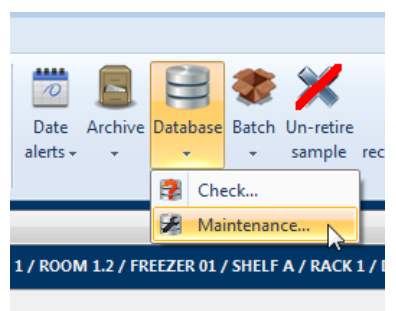 Date alerts
Archive
Database
Batch
Un-retire sample
rec
Check...
Maintenance...
1 / ROOM 1.2 / FREEZER 01 / SHELF A / RACK 1 /